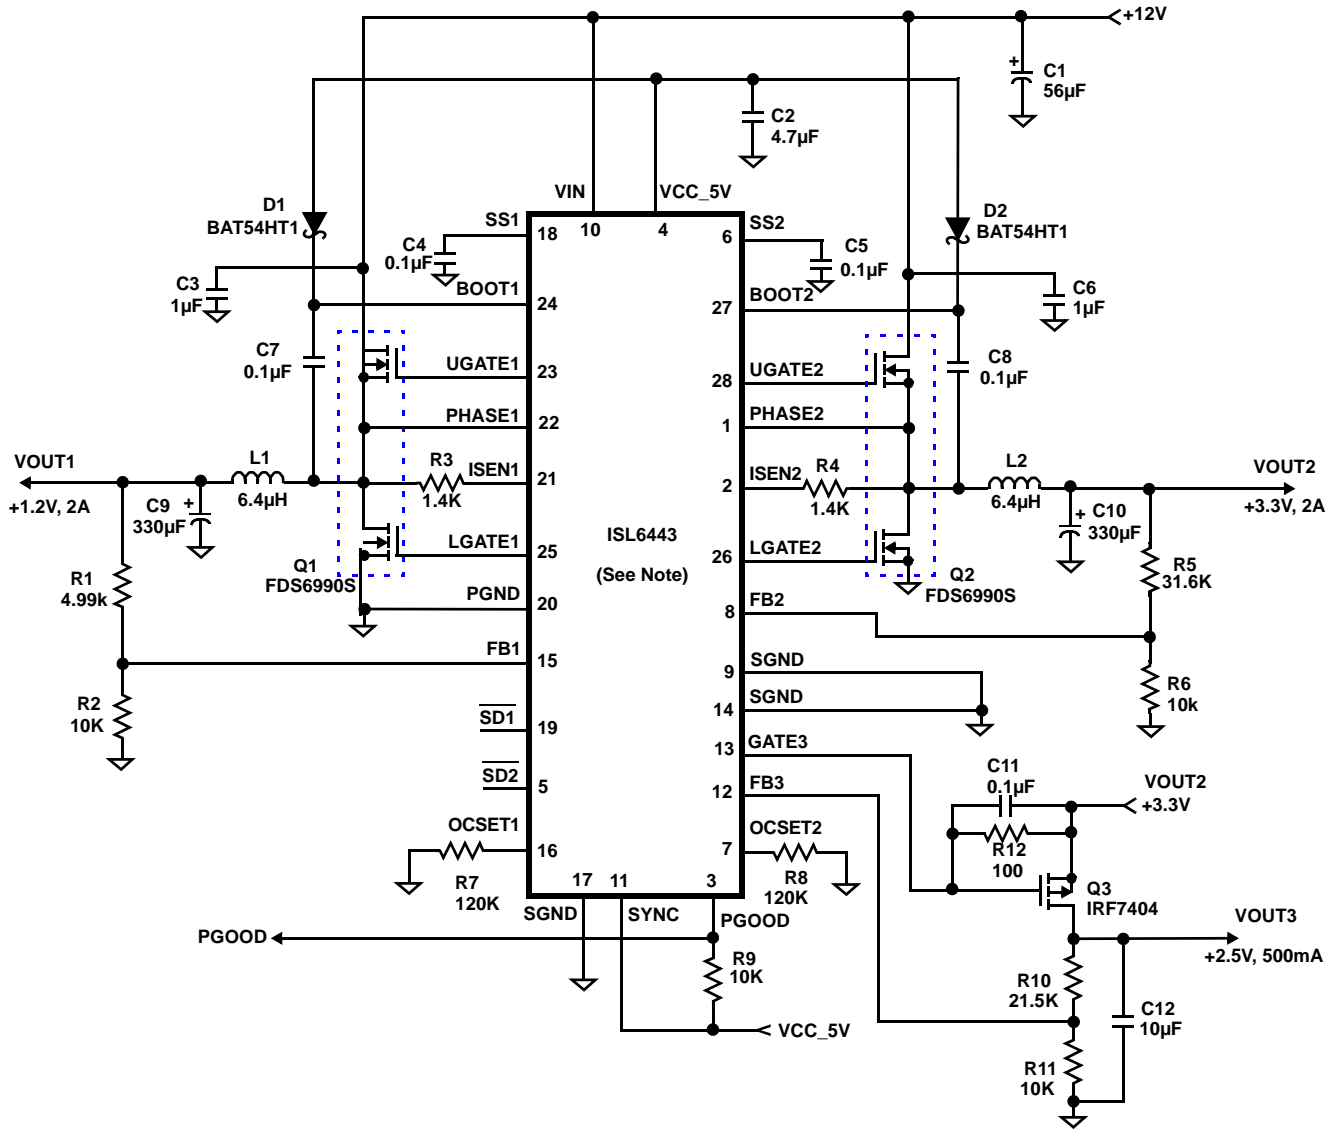 +12V
C1
56µF
C2
4.7µF
VIN
VCC_5V
D1
BAT54HT1
SS1
18
10
4
6
SS2
D2
BAT54HT1
C4
0.1µF
C5
0.1µF
C3
1µF
BOOT1
24
27
BOOT2
C6
1µF
C7
0.1µF
UGATE1
23
28
UGATE2
C8
0.1µF
PHASE1
22
1
PHASE2
VOUT1
+1.2V, 2A
L1
6.4µH
R3
1.4K
ISEN1
21
2
ISEN2
R4
1.4K
L2
6.4µH
VOUT2
+3.3V, 2A
C9
+
330µF
+
C10
330µF
LGATE1
25
ISL6443
(See Note)
26
LGATE2
Q1
FDS6990S
Q2
FDS6990S
R1
4.99k
R5
31.6K
PGND
20
8
FB2
FB1
15
9
SGND
R2
10K
R6
10k
14
SGND
SD1
19
13
GATE3
SD2
5
12
FB3
C11
0.1µF
VOUT2
+3.3V
OCSET1
16
7
OCSET2
R12
100
R7
120K
R8
120K
17
11
3
SGND
SYNC
PGOOD
Q3
IRF7404
PGOOD
VOUT3
+2.5V, 500mA
R9
10K
R10
21.5K
C12
10µF
VCC_5V
R11
10K
+